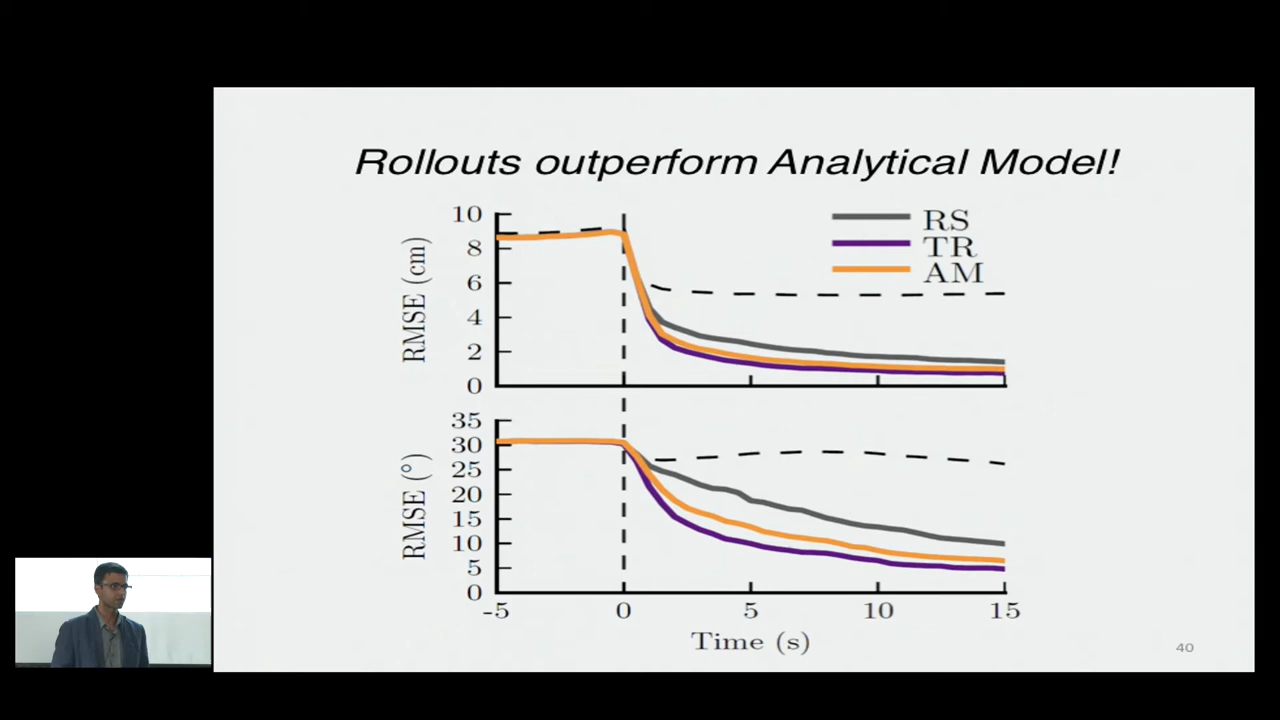 Rollouts outperform Analytical Model!
RS
TR
AM
RMSE (cm)
10
8
6
4
2
0
RMSE (°)
35
30
25
20
15
10
5
0
-5 0 5 10 15
Time (s)
40